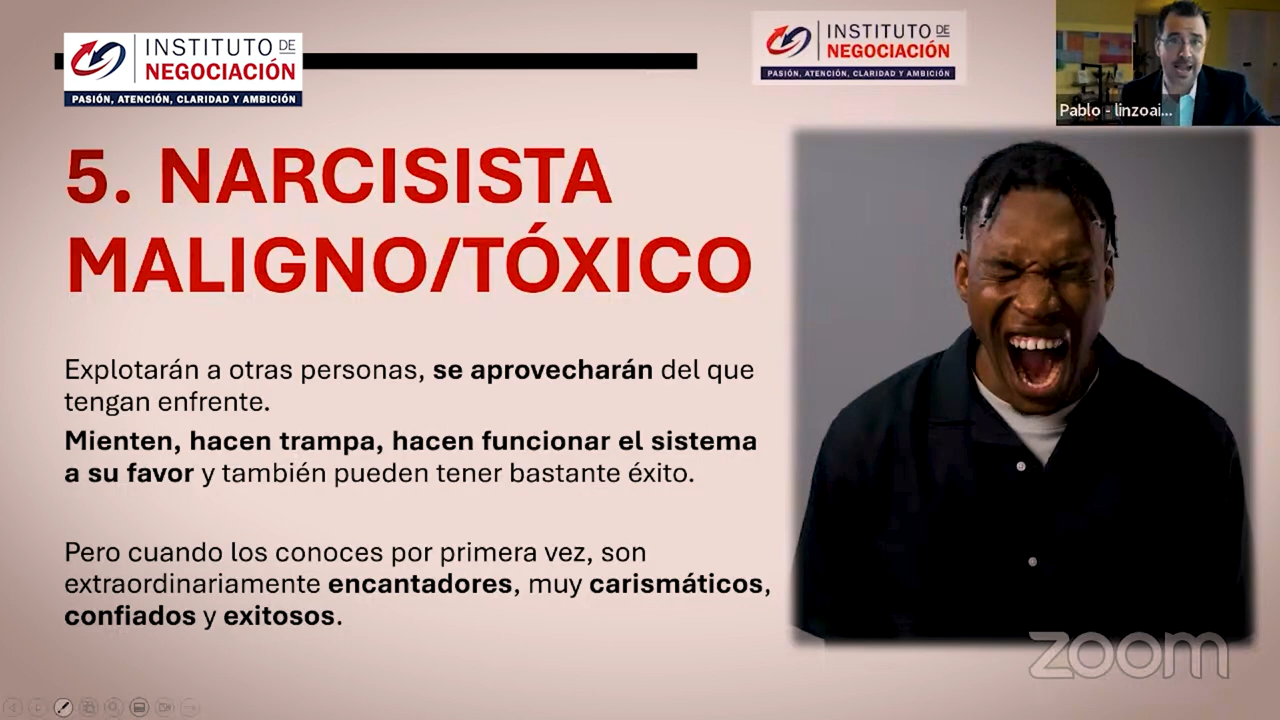 INSTITUTO DE
NEGOCIACIÓN
PASIÓN, ATENCIÓN, CLARIDAD Y AMBICIÓN
INSTITUTO DE
NEGOCIACIÓN
PASIÓN, ATENCIÓN, CLARIDAD Y AMBICIÓN
Pablo - linzoai...
5. NARCISISTA
MALIGNO/TÓXICO
Explotarán a otras personas, se aprovecharán del que
tengan enfrente.
Mienten, hacen trampa, hacen funcionar el sistema
a su favor y también pueden tener bastante éxito.
Pero cuando los conoces por primera vez, son
extraordinariamente encantadores, muy carismáticos,
confiados y exitosos.
zoom